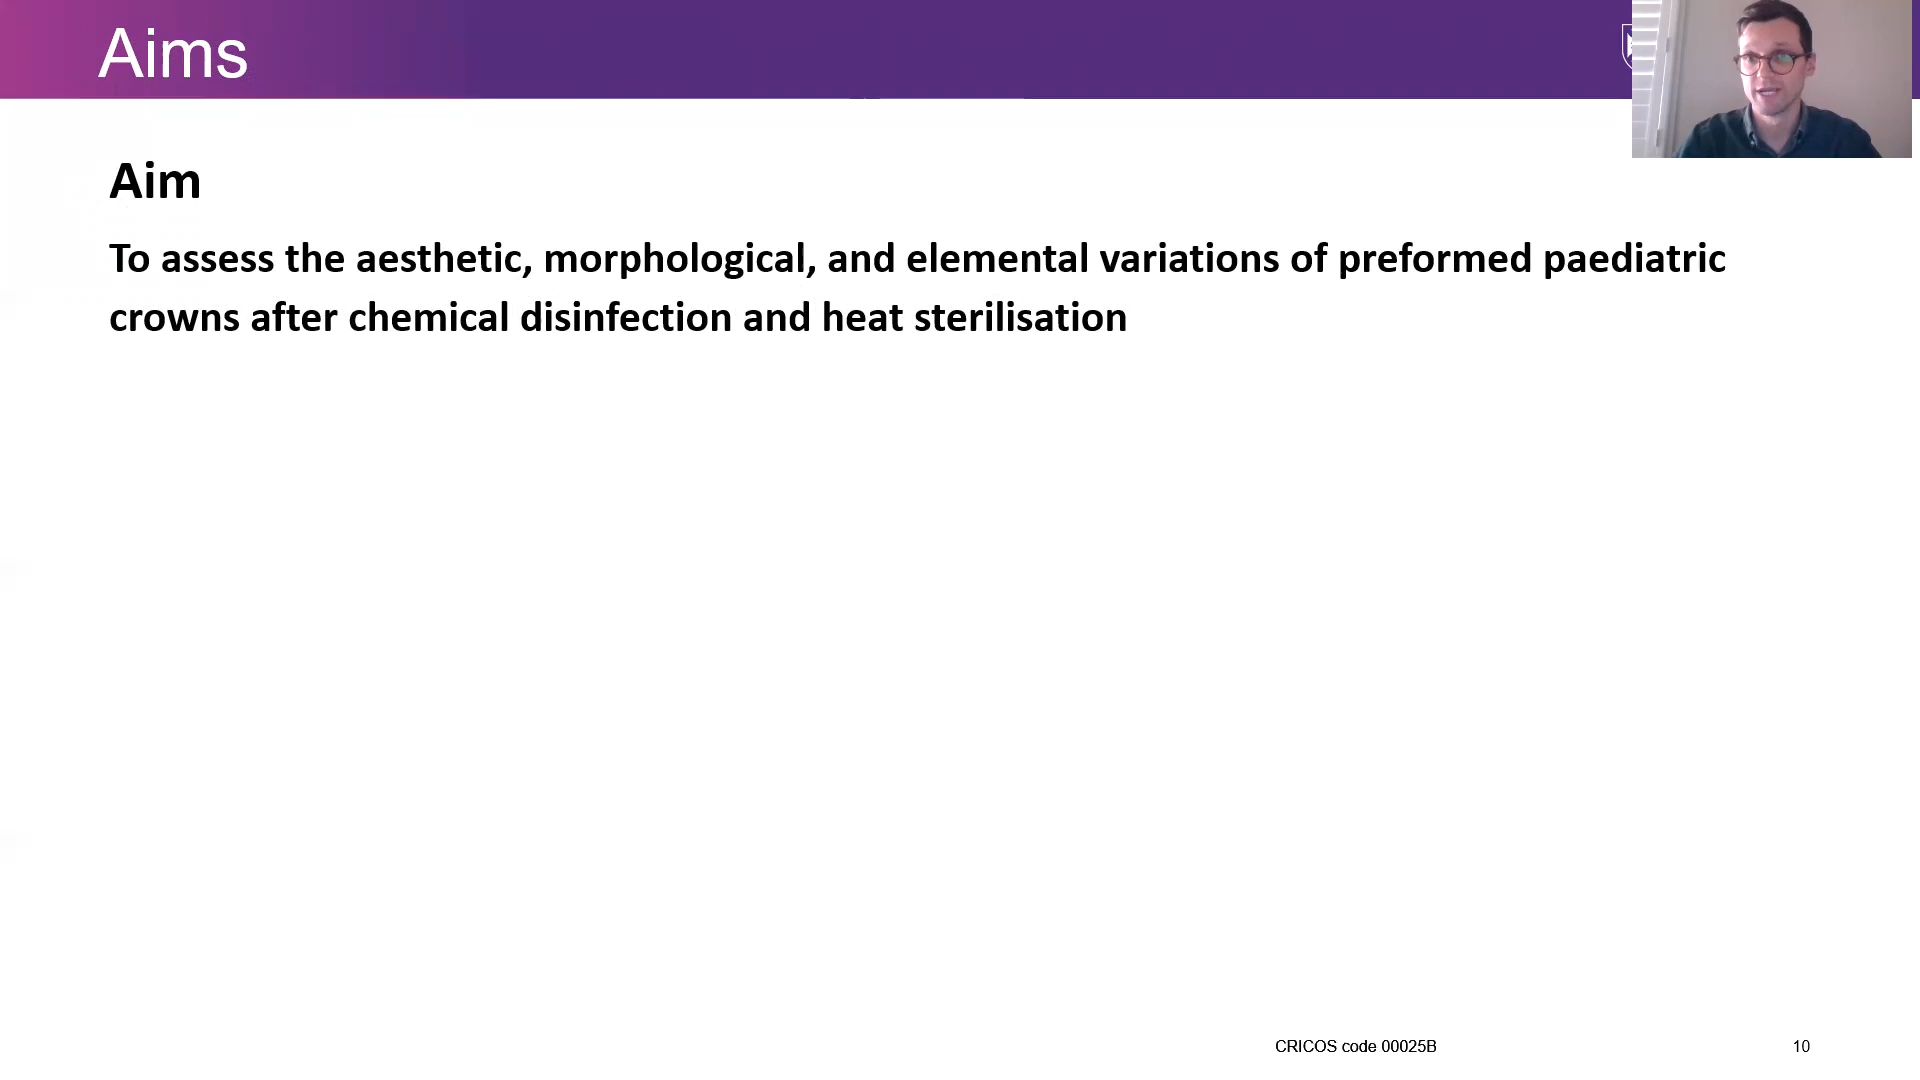 Aims
Aim
To assess the aesthetic, morphological, and elemental variations of preformed paediatric
crowns after chemical disinfection and heat sterilisation
CRICOS code 00025B
10